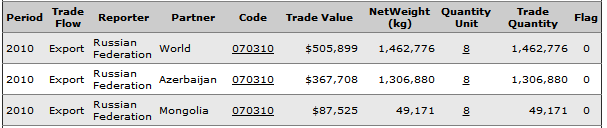 Period Trade Flow Reporter Partner Code Trade Value NetWeight (kg) Quantity Unit Trade Quantity Flag
2010 Export Russian Federation World 070310 $505,899 1,462,776 8 1,462,776 0
2010 Export Russian Federation Azerbaijan 070310 $367,708 1,306,880 8 1,306,880 0
2010 Export Russian Federation Mongolia 070310 $87,525 49,171 8 49,171 0